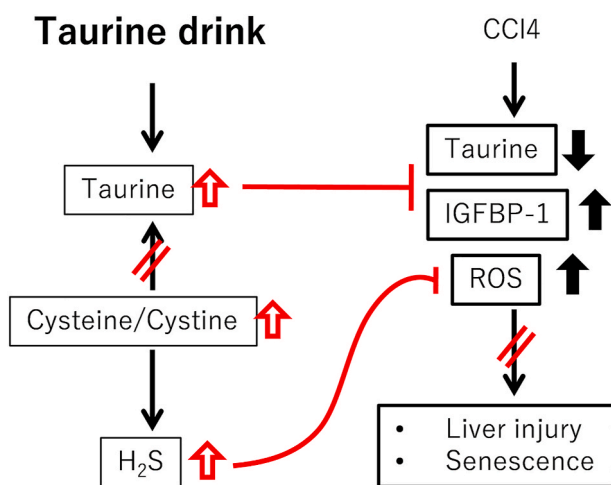 Taurine drink
Taurine
Cysteine/Cystine
H₂S
CCl4
Taurine
IGFBP-1
ROS
• Liver injury
• Senescence